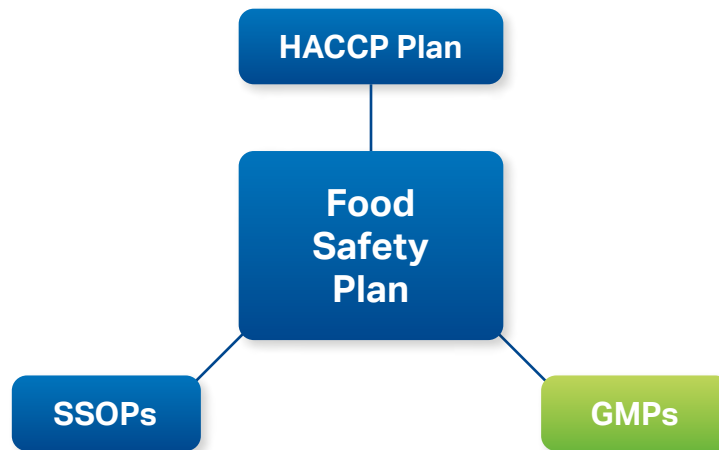 HACCP Plan
Food
Safety
Plan
SSOPs
GMPs